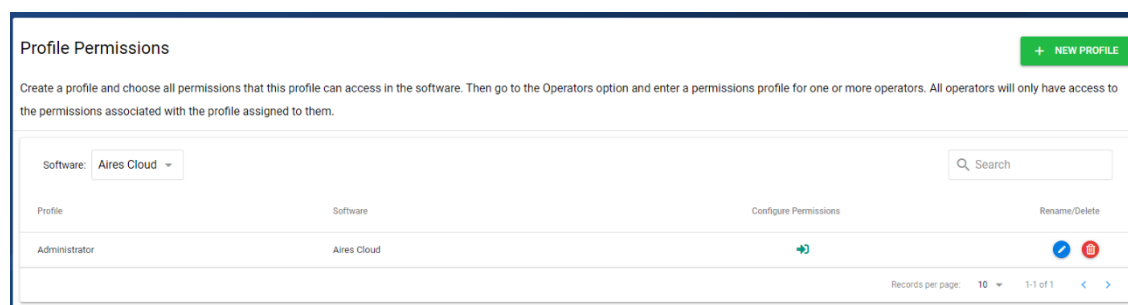 Profile Permissions
+ NEW PROFILE
Create a profile and choose all permissions that this profile can access in the software. Then go to the Operators option and enter a permissions profile for one or more operators. All operators will only have access to
the permissions associated with the profile assigned to them.
Software: Aires Cloud
Search
Profile Software Configure Permissions Rename/Delete
Administrator Aires Cloud
Records per page: 10 1-1 of 1 < >